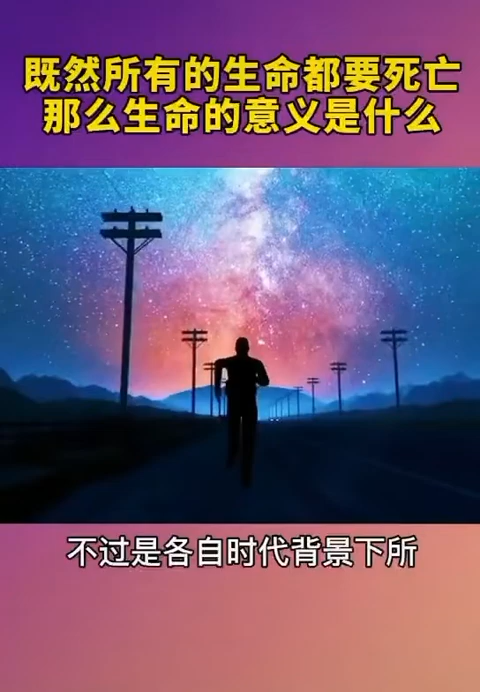 既然所有的生命都要死亡
那么生命的意义是什么
不过是各自时代背景下所